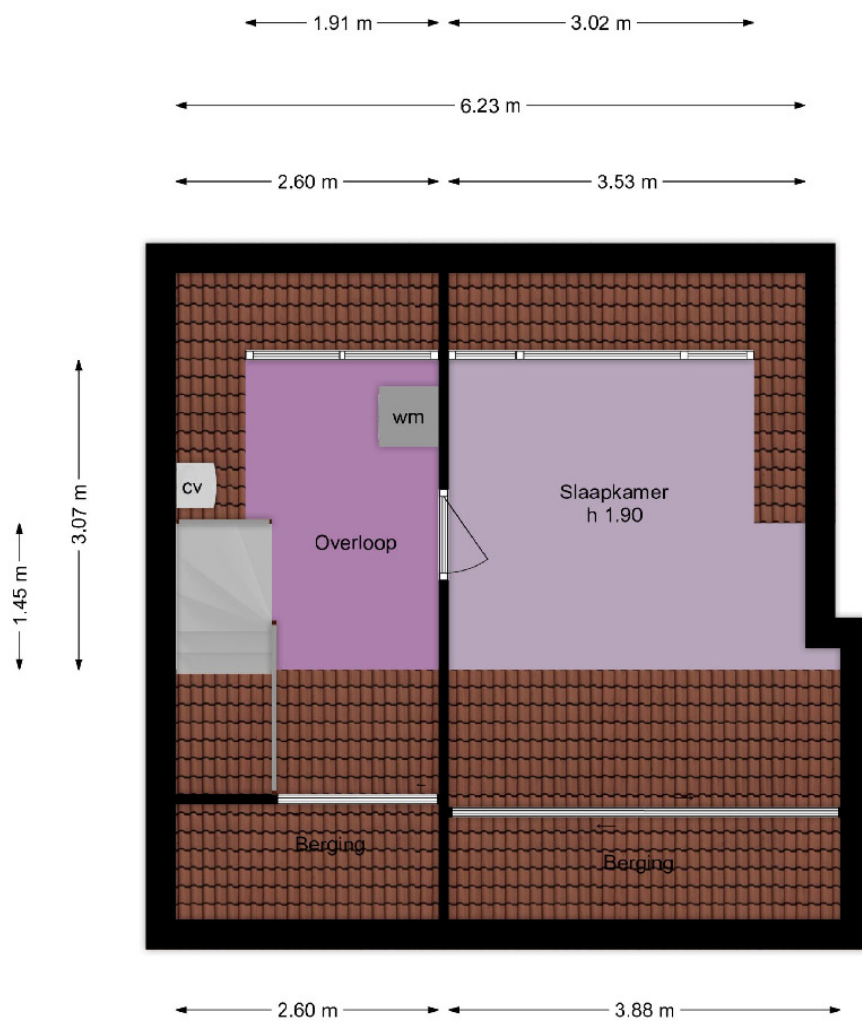 1.91 m
3.02 m
6.23 m
2.60 m
3.53 m
wm
cv
Slaapkamer
h 1.90
3.07 m
Overloop
1.45 m
Berging
Berging
2.60 m
3.88 m